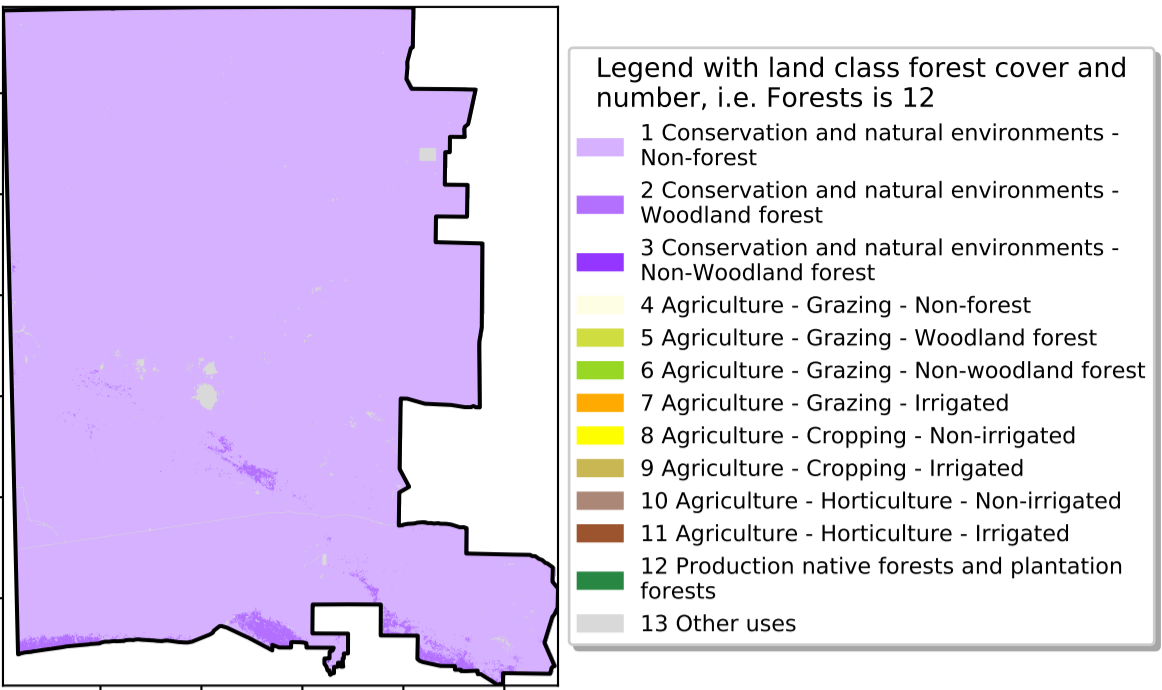 Legend with land class forest cover and
number, i.e. Forests is 12
1 Conservation and natural environments -
Non-forest
2 Conservation and natural environments -
Woodland forest
3 Conservation and natural environments -
Non-Woodland forest
4 Agriculture - Grazing - Non-forest
5 Agriculture - Grazing - Woodland forest
6 Agriculture - Grazing - Non-woodland forest
7 Agriculture - Grazing - Irrigated
8 Agriculture - Cropping - Non-irrigated
9 Agriculture - Cropping - Irrigated
10 Agriculture - Horticulture - Non-irrigated
11 Agriculture - Horticulture - Irrigated
12 Production native forests and plantation
forests
13 Other uses